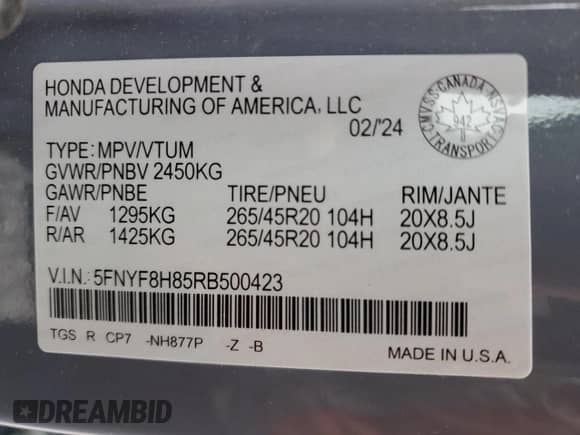 HONDA DEVELOPMENT &
MANUFACTURING OF AMERICA, LLC
02/'24
CMVSS·CANADA·NSVAC
942
TRANSPORT
TYPE: MPV/VTUM
GVWR/PNBV 2450KG
GAWR/PNBE TIRE/PNEU RIM/JANTE
F/AV 1295KG 265/45R20 104H 20X8.5J
R/AR 1425KG 265/45R20 104H 20X8.5J
V.I.N.: 5FNYF8H85RB500423
TGS R CP7 -NH877P -Z -B
MADE IN U.S.A.
DREAMBID